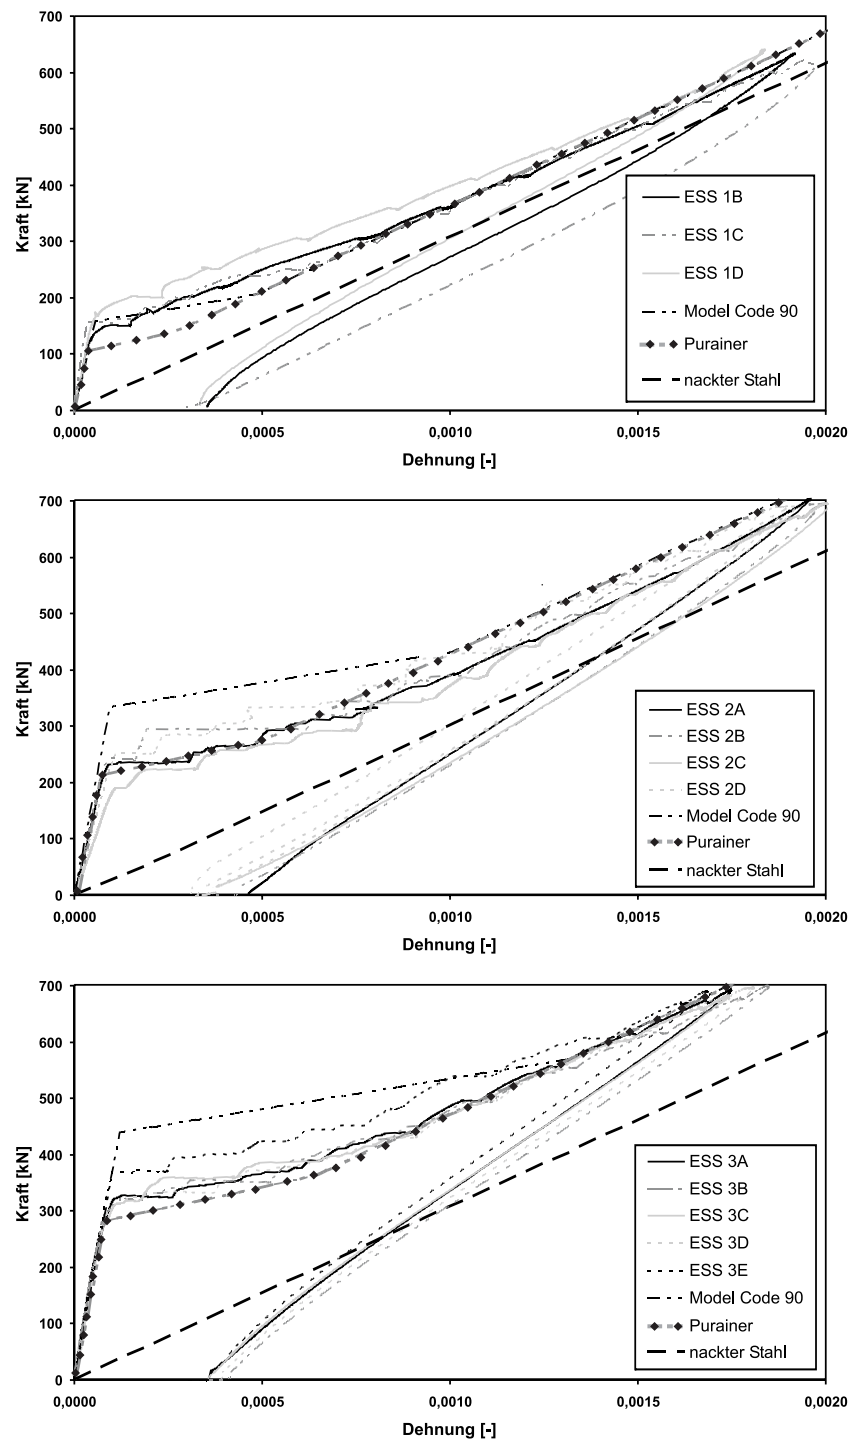 700
600
500
400
300
200
100
0
Kraft [kN]
ESS 1B
ESS 1C
ESS 1D
Model Code 90
Purainer
nackter Stahl
0,0000
0,0005
0,0010
0,0015
0,0020
Dehnung [-]
700
600
500
400
300
200
100
0
Kraft [kN]
ESS 2A
ESS 2B
ESS 2C
ESS 2D
Model Code 90
Purainer
nackter Stahl
0,0000
0,0005
0,0010
0,0015
0,0020
Dehnung [-]
700
600
500
400
300
200
100
0
Kraft [kN]
ESS 3A
ESS 3B
ESS 3C
ESS 3D
ESS 3E
Model Code 90
Purainer
nackter Stahl
0,0000
0,0005
0,0010
0,0015
0,0020
Dehnung [-]